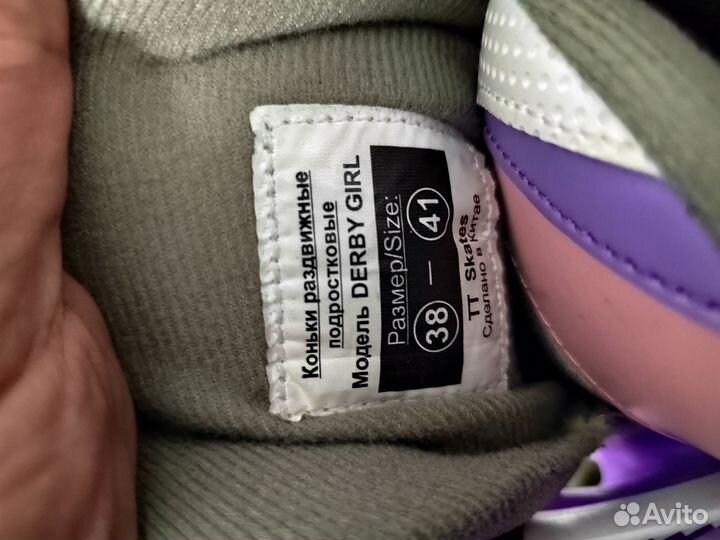 Коньки раздвижные
подростковые
Модель DERBY GIRL
Размер/Size:
38 — 41
TT Skates
Сделано в Китае
Avito